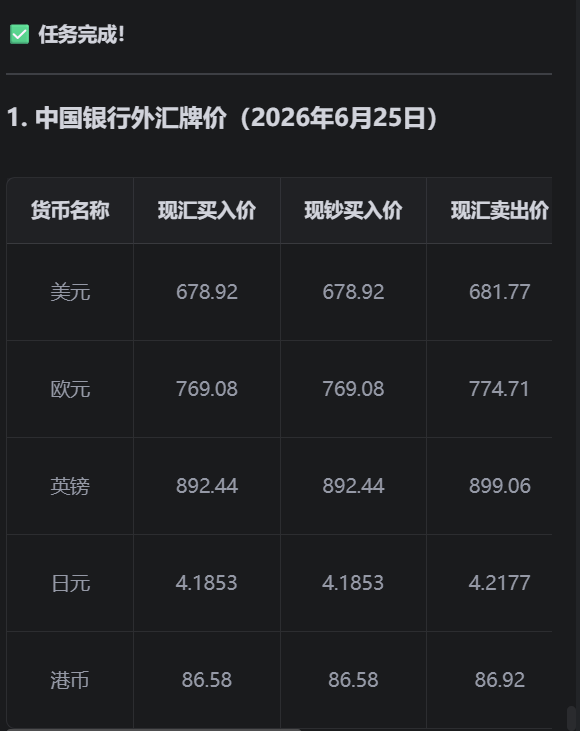 ✅ 任务完成！
1. 中国银行外汇牌价（2026年6月25日）
货币名称 现汇买入价 现钞买入价 现汇卖出价
美元 678.92 678.92 681.77
欧元 769.08 769.08 774.71
英镑 892.44 892.44 899.06
日元 4.1853 4.1853 4.2177
港币 86.58 86.58 86.92